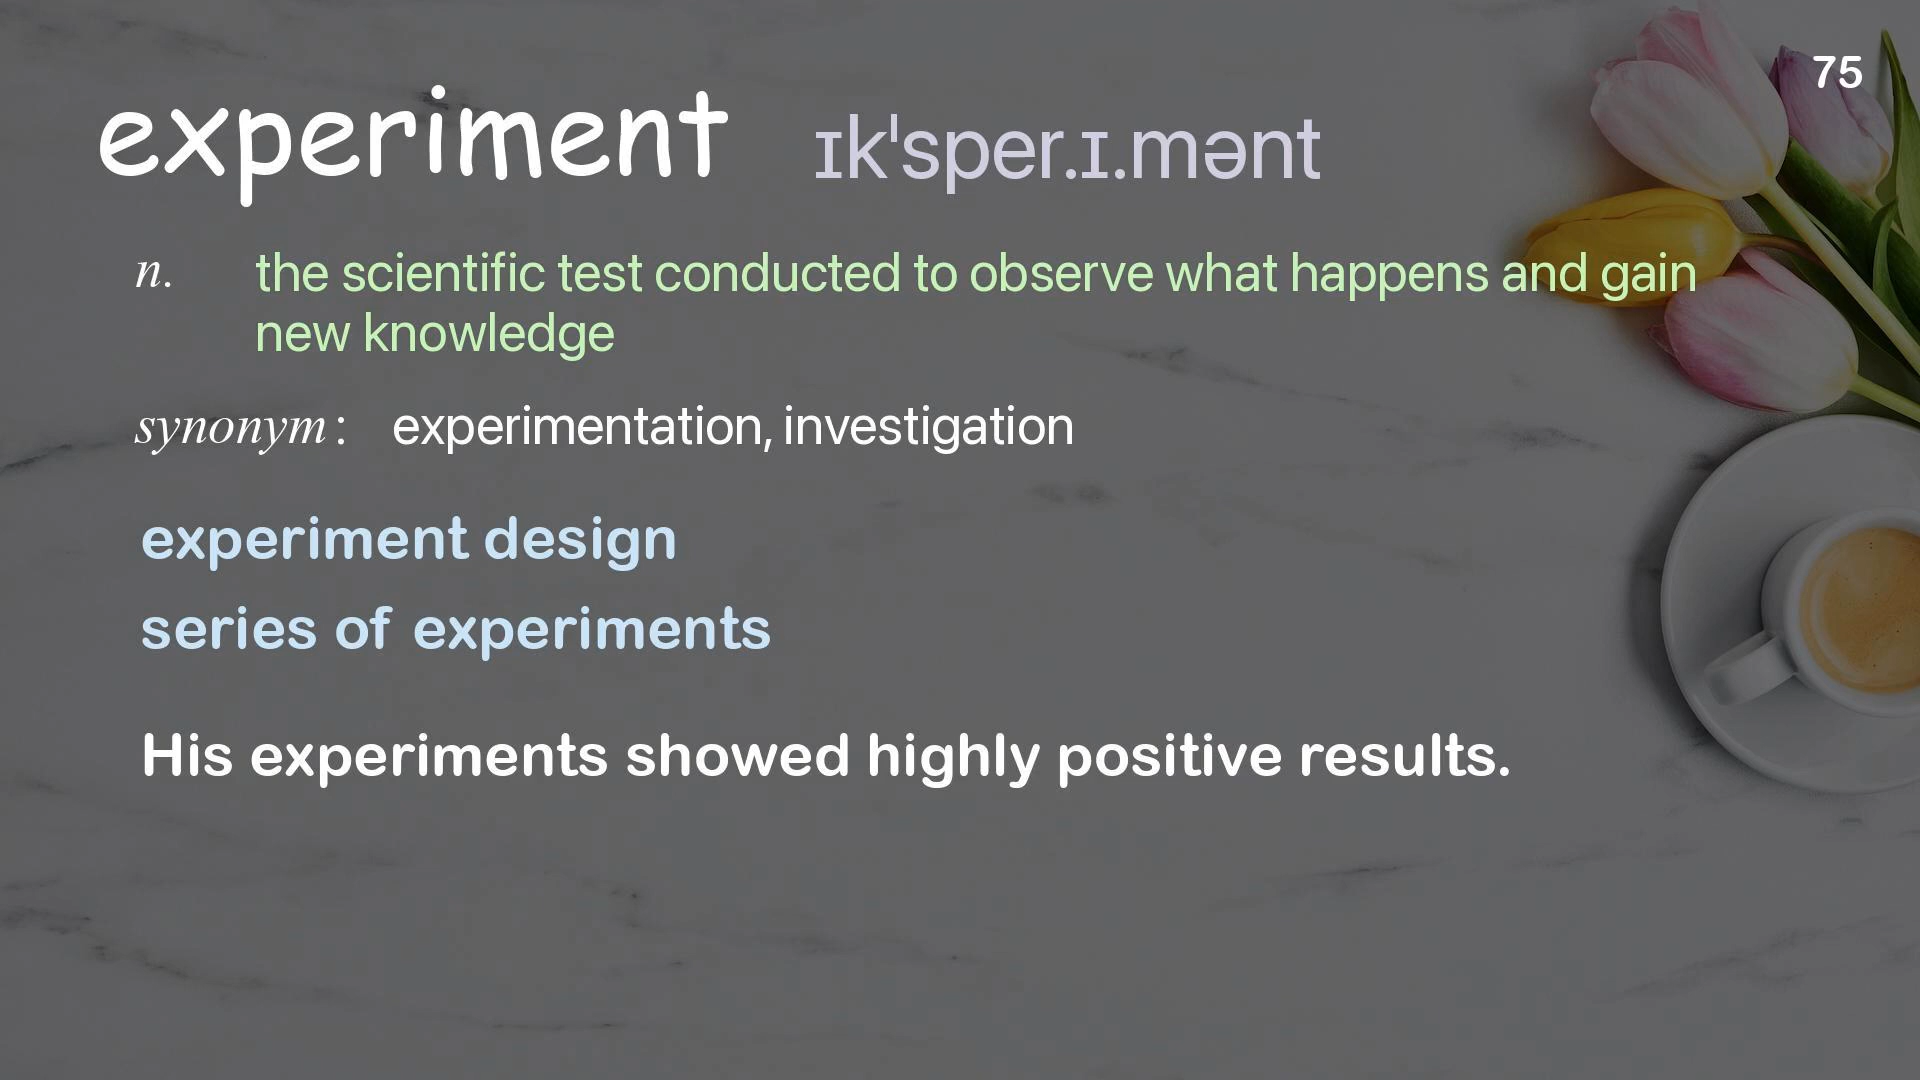 75
experiment ɪkˈsper.ɪ.mənt
n. the scientific test conducted to observe what happens and gain
new knowledge
synonym : experimentation, investigation
experiment design
series of experiments
His experiments showed highly positive results.